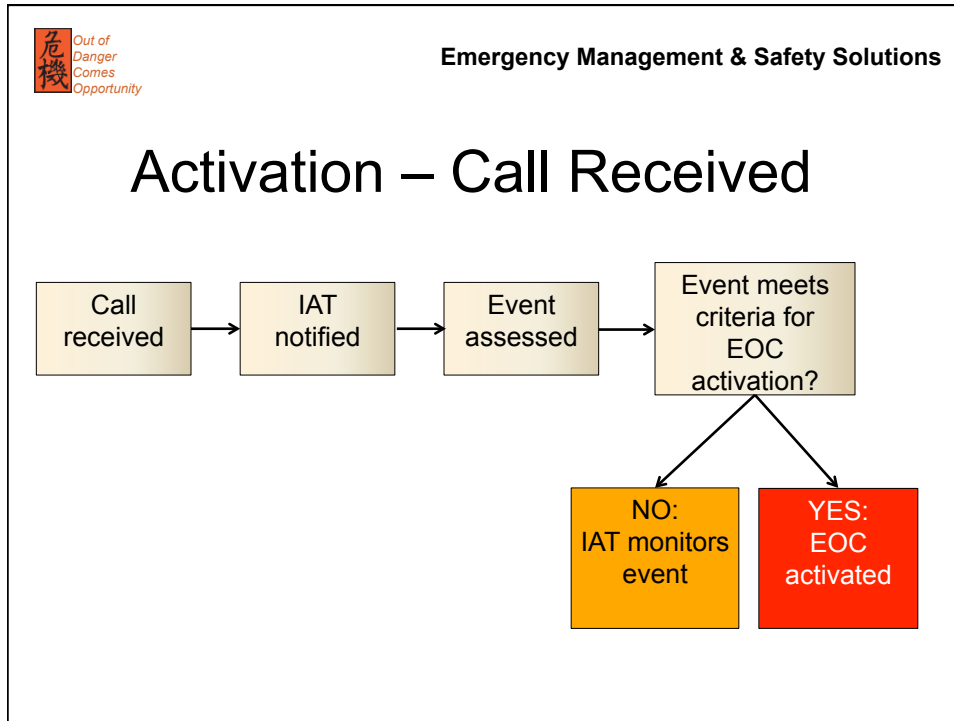 危
機
Out of
Danger
Comes
Opportunity
Emergency Management & Safety Solutions
Activation – Call Received
Call
received
IAT
notified
Event
assessed
Event meets
criteria for
EOC
activation?
NO:
IAT monitors
event
YES:
EOC
activated